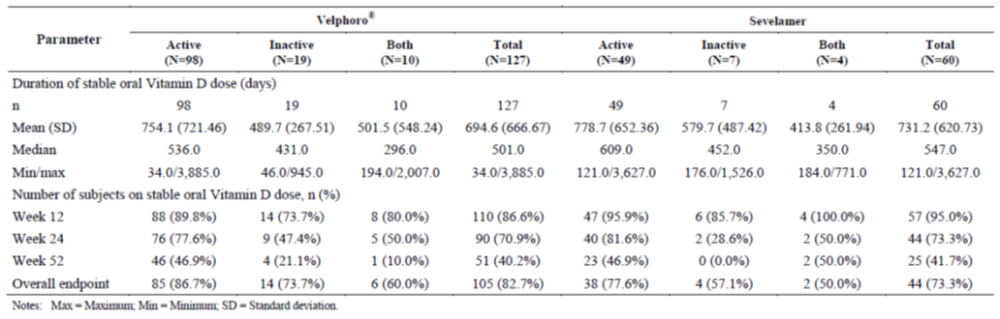 Parameter Velphoro® Sevelamer
Active (N=98) Inactive (N=19) Both (N=10) Total (N=127) Active (N=49) Inactive (N=7) Both (N=4) Total (N=60)
Duration of stable oral Vitamin D dose (days)
n 98 19 10 127 49 7 4 60
Mean (SD) 754.1 (721.46) 489.7 (267.51) 501.5 (548.24) 694.6 (666.67) 778.7 (652.36) 579.7 (487.42) 413.8 (261.94) 731.2 (620.73)
Median 536.0 431.0 296.0 501.0 609.0 452.0 350.0 547.0
Min/max 34.0/3,885.0 46.0/945.0 194.0/2,007.0 34.0/3,885.0 121.0/3,627.0 176.0/1,526.0 184.0/771.0 121.0/3,627.0
Number of subjects on stable oral Vitamin D dose, n (%)
Week 12 88 (89.8%) 14 (73.7%) 8 (80.0%) 110 (86.6%) 47 (95.9%) 6 (85.7%) 4 (100.0%) 57 (95.0%)
Week 24 76 (77.6%) 9 (47.4%) 5 (50.0%) 90 (70.9%) 40 (81.6%) 2 (28.6%) 2 (50.0%) 44 (73.3%)
Week 52 46 (46.9%) 4 (21.1%) 1 (10.0%) 51 (40.2%) 23 (46.9%) 0 (0.0%) 2 (50.0%) 25 (41.7%)
Overall endpoint 85 (86.7%) 14 (73.7%) 6 (60.0%) 105 (82.7%) 38 (77.6%) 4 (57.1%) 2 (50.0%) 44 (73.3%)
Notes: Max = Maximum; Min = Minimum; SD = Standard deviation.